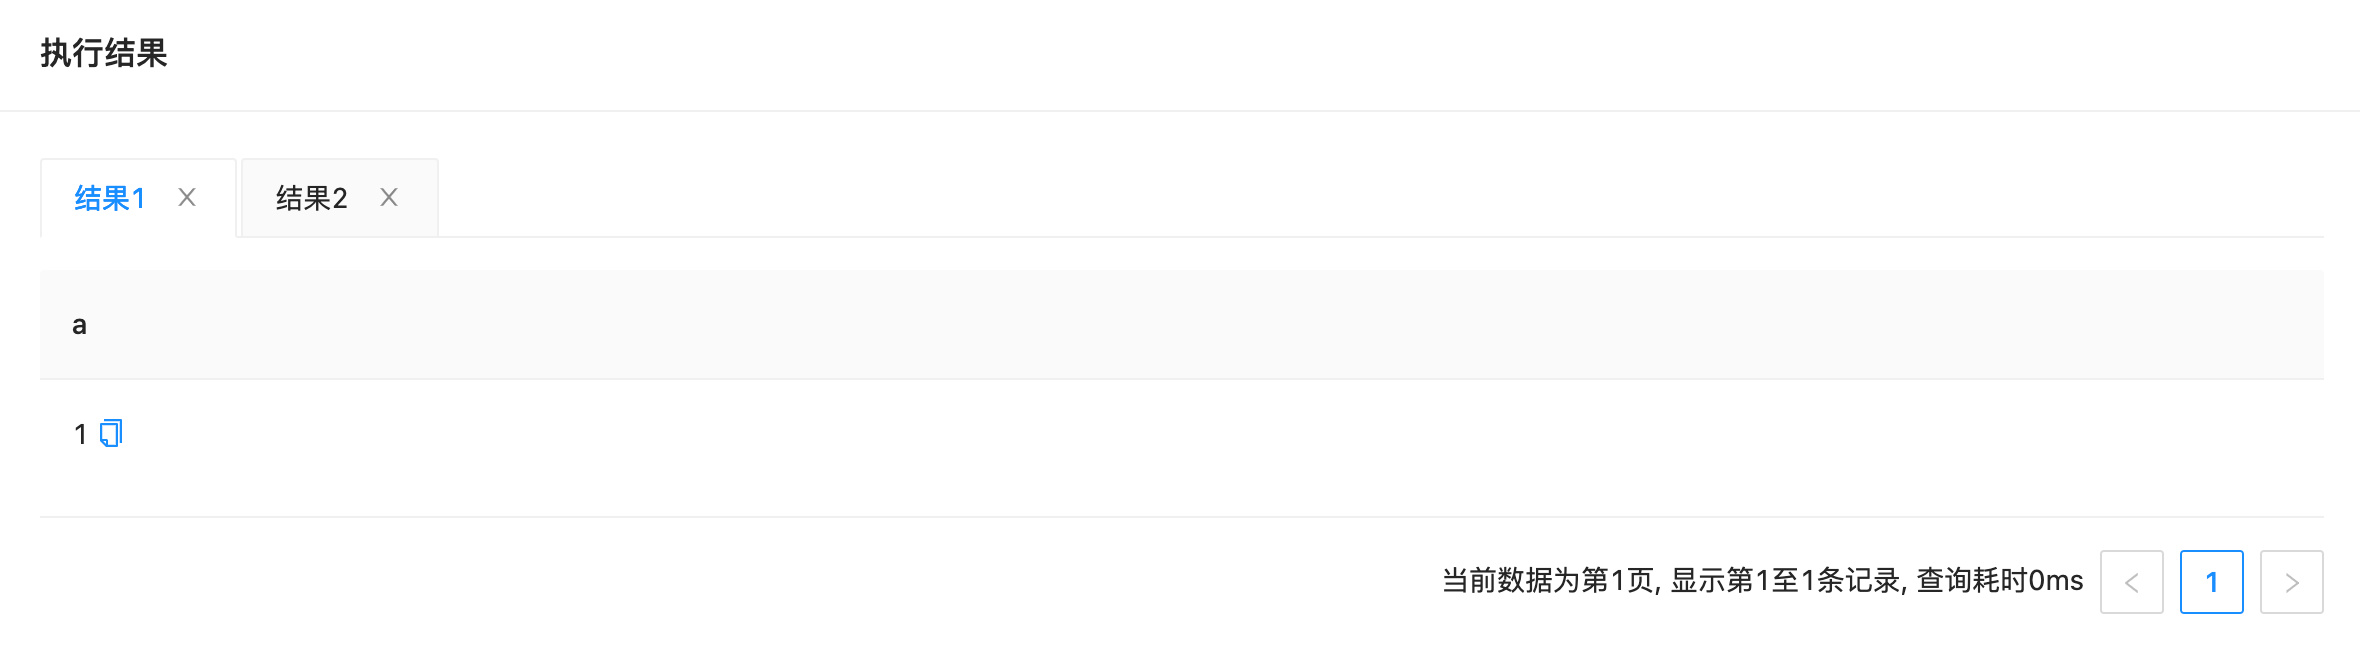 执行结果
结果1 结果2
a
1
当前数据为第1页, 显示第1至1条记录, 查询耗时0ms < 1 >